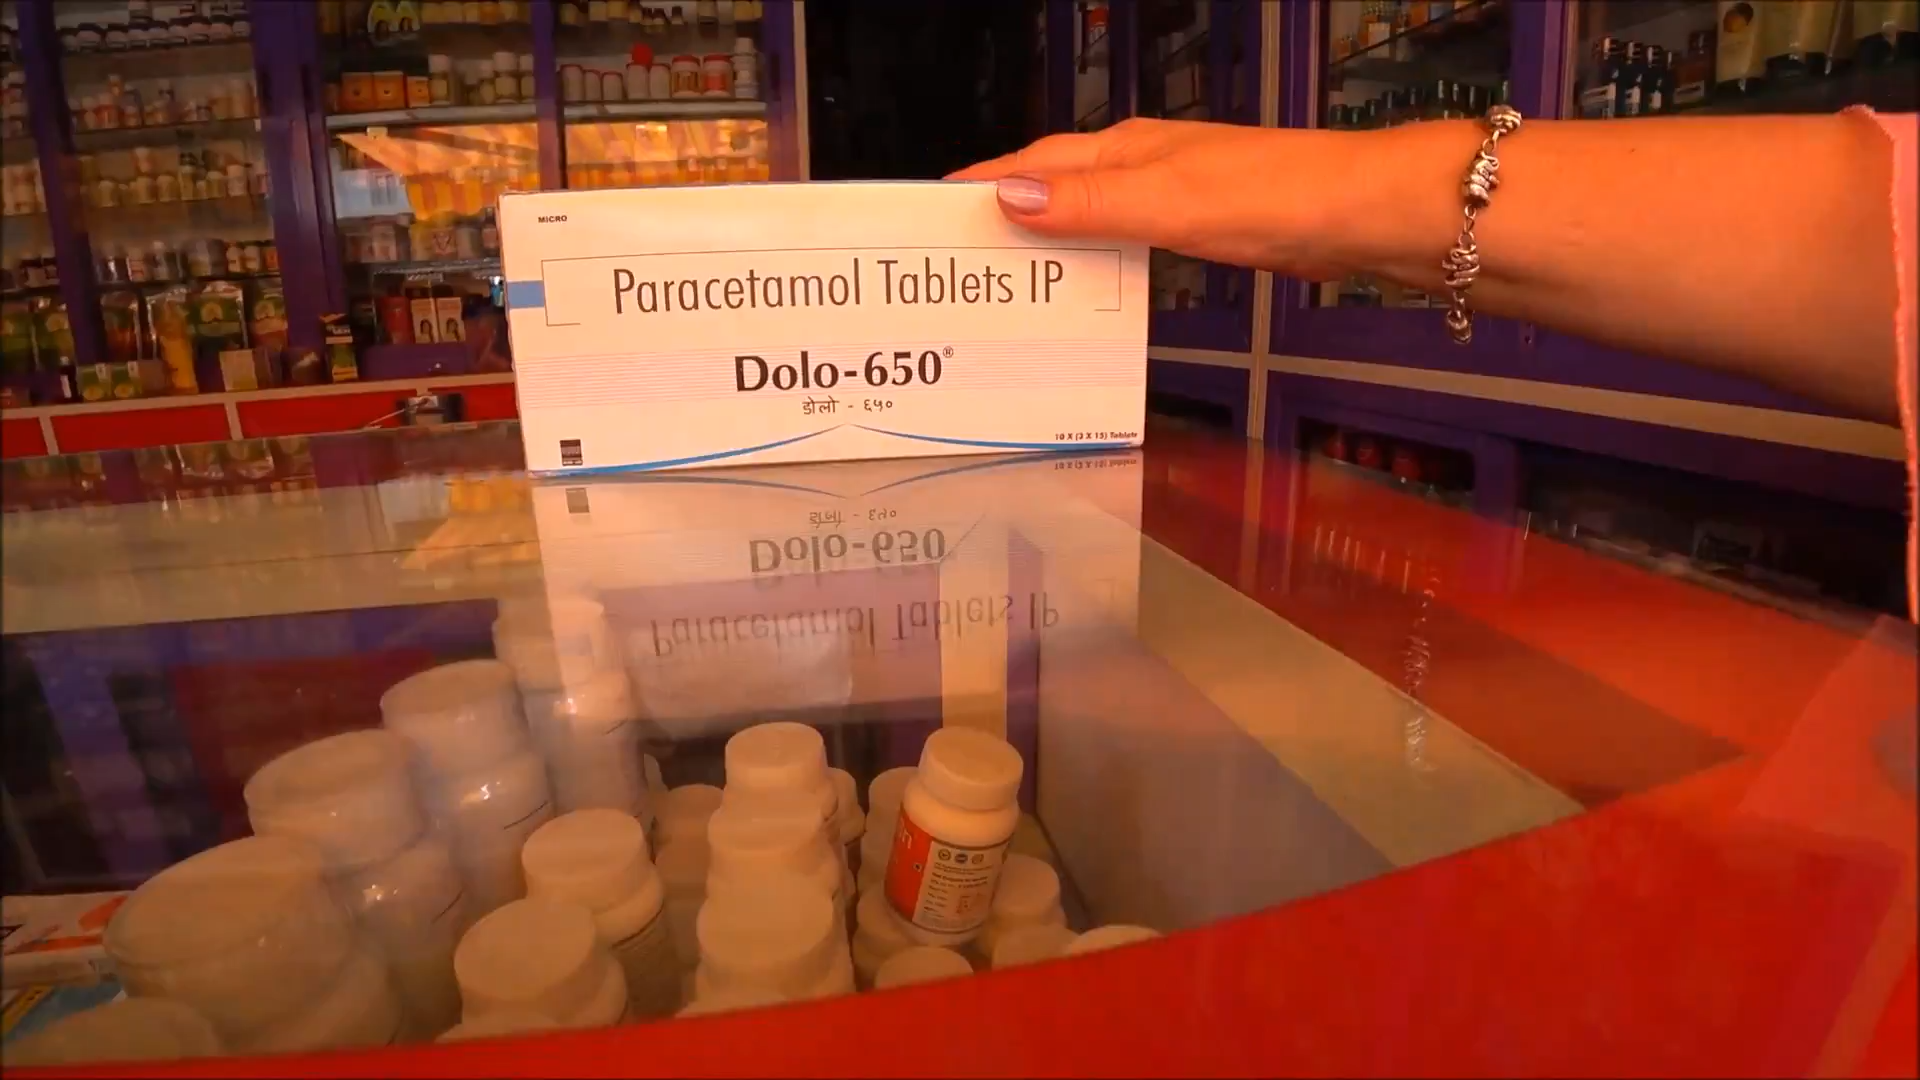 MICRO
Paracetamol Tablets IP
Dolo-650®
डोलो - ६५०
10 X (3 X 15) Tablets